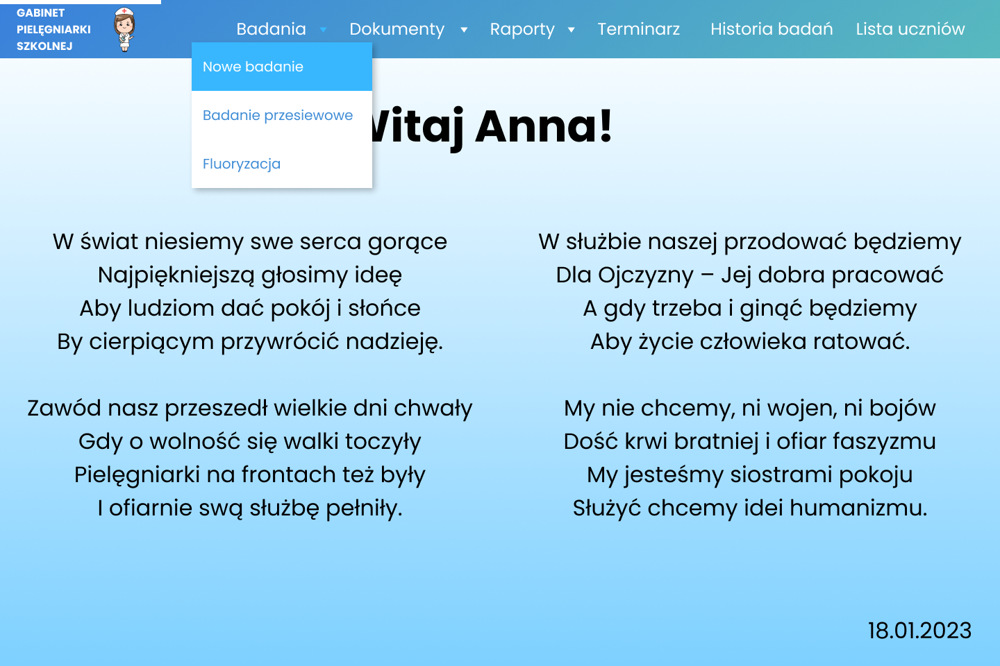 GABINET
PIELĘGNIARKI
SZKOLNEJ
Badania
Dokumenty
Raporty
Terminarz
Historia badań
Lista uczniów
Nowe badanie
Badanie przesiewowe
Fluoryzacja
Witaj Anna!
W świat niesiemy swe serca gorące
Najpiękniejszą głosimy ideę
Aby ludziom dać pokój i słońce
By cierpiącym przywrócić nadzieję.
Zawód nasz przeszedł wielkie dni chwały
Gdy o wolność się walki toczyły
Pielęgniarki na frontach też były
I ofiarnie swą służbę pełniły.
W służbie naszej przodować będziemy
Dla Ojczyzny – Jej dobra pracować
A gdy trzeba i ginąć będziemy
Aby życie człowieka ratować.
My nie chcemy, ni wojen, ni bojów
Dość krwi bratniej i ofiar faszyzmu
My jesteśmy siostrami pokoju
Służyć chcemy idei humanizmu.
18.01.2023